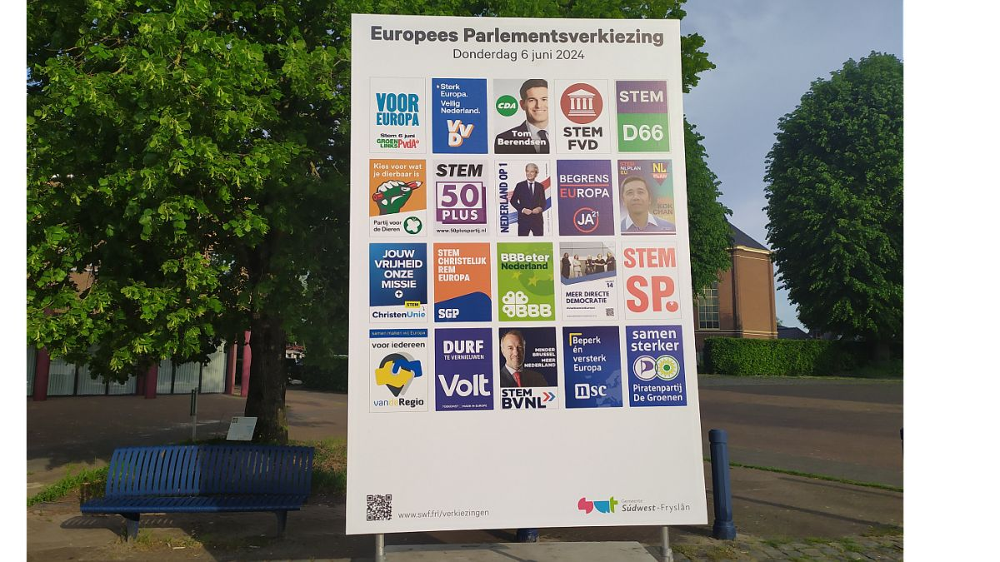 Europees Parlementsverkiezing
Donderdag 6 juni 2024
VOOR
EUROPA
Stem 6 juni
GROEN
LINKS PvdA
Sterk
Europa.
Veilig
Nederland.
VVD
CDA
Tom
Berendsen
STEM
FVD
STEM
D66
Kies voor wat
je dierbaar is
Partij voor
de Dieren
STEM
50
PLUS
www.50pluspartij.nl
NEDERLAND OP 1
BEGRENS
EUROPA
JA21
STEM
NLPLAN
EU
NL
PLAN
KOK
CHAN
JOUW
VRIJHEID
ONZE
MISSIE
+
STEM
ChristenUnie
STEM
CHRISTELIJK
REM
EUROPA
SGP
BBBeter
Nederland
BBB
14
MEER DIRECTE
DEMOCRATIE
STEM
SP.
samen maken wij Europa
voor iedereen
vandeRegio
DURF
TE VERNIEUWEN
Volt
TOEKOMST MADE IN EUROPE
MINDER
BRUSSEL
MEER
NEDERLAND
STEM
BVNL
Beperk
én
versterk
Europa
nsc
samen
sterker
Piratenpartij
De Groenen
www.swf.frl/verkiezingen
swf
Gemeente
Súdwest-Fryslân